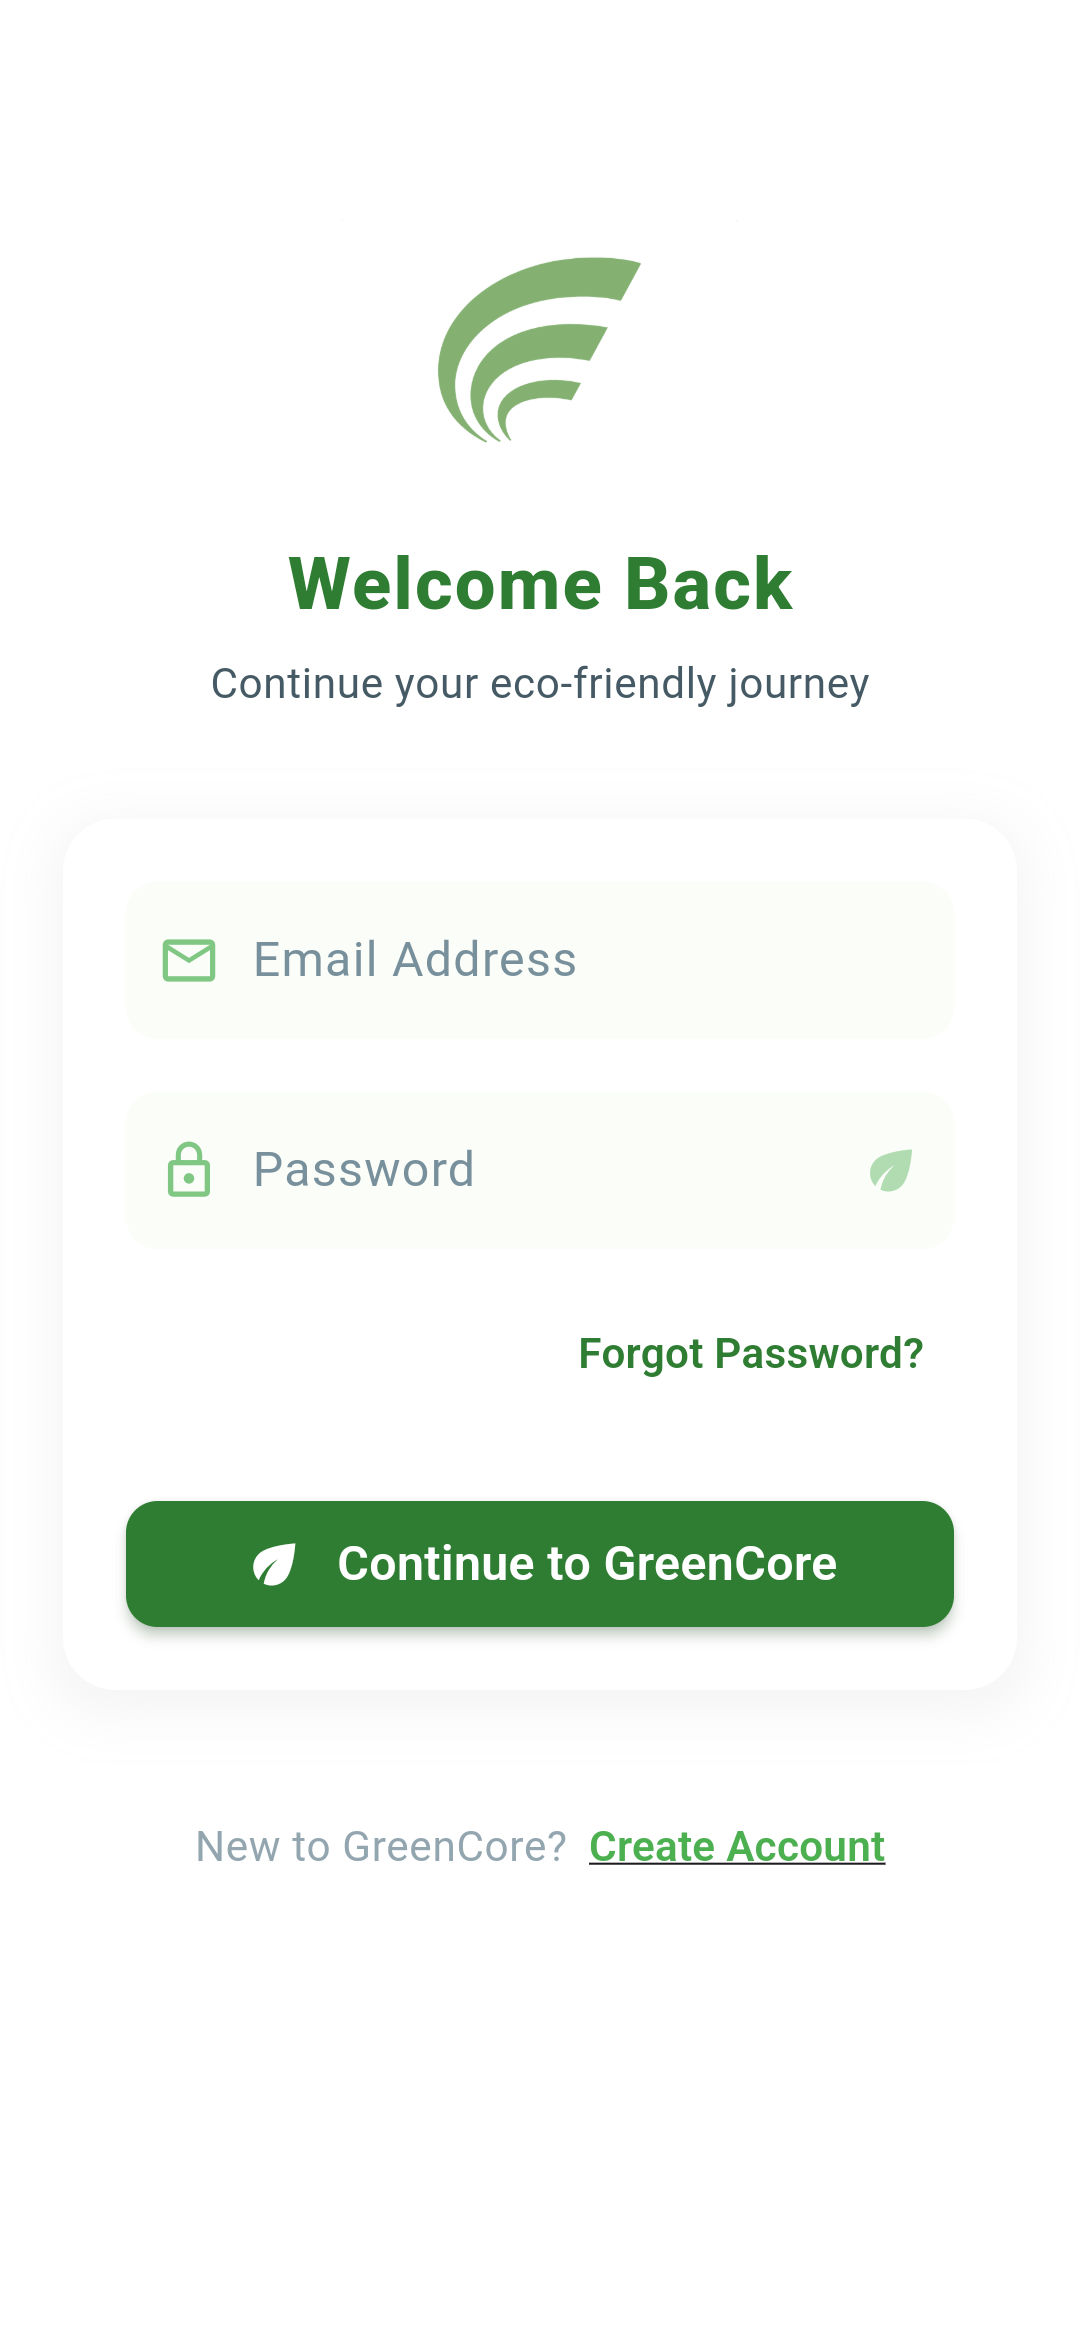 Welcome Back
Continue your eco-friendly journey
Email Address
Password
Forgot Password?
Continue to GreenCore
New to GreenCore? Create Account